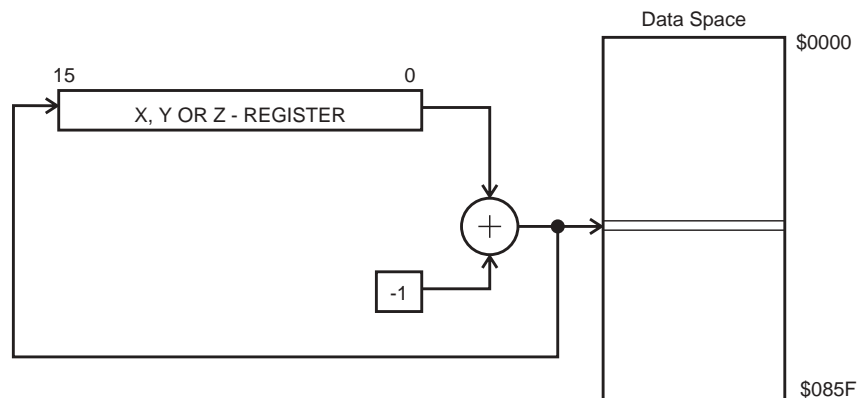 Data Space
$0000
15 0
X, Y OR Z - REGISTER
+
-1
$085F